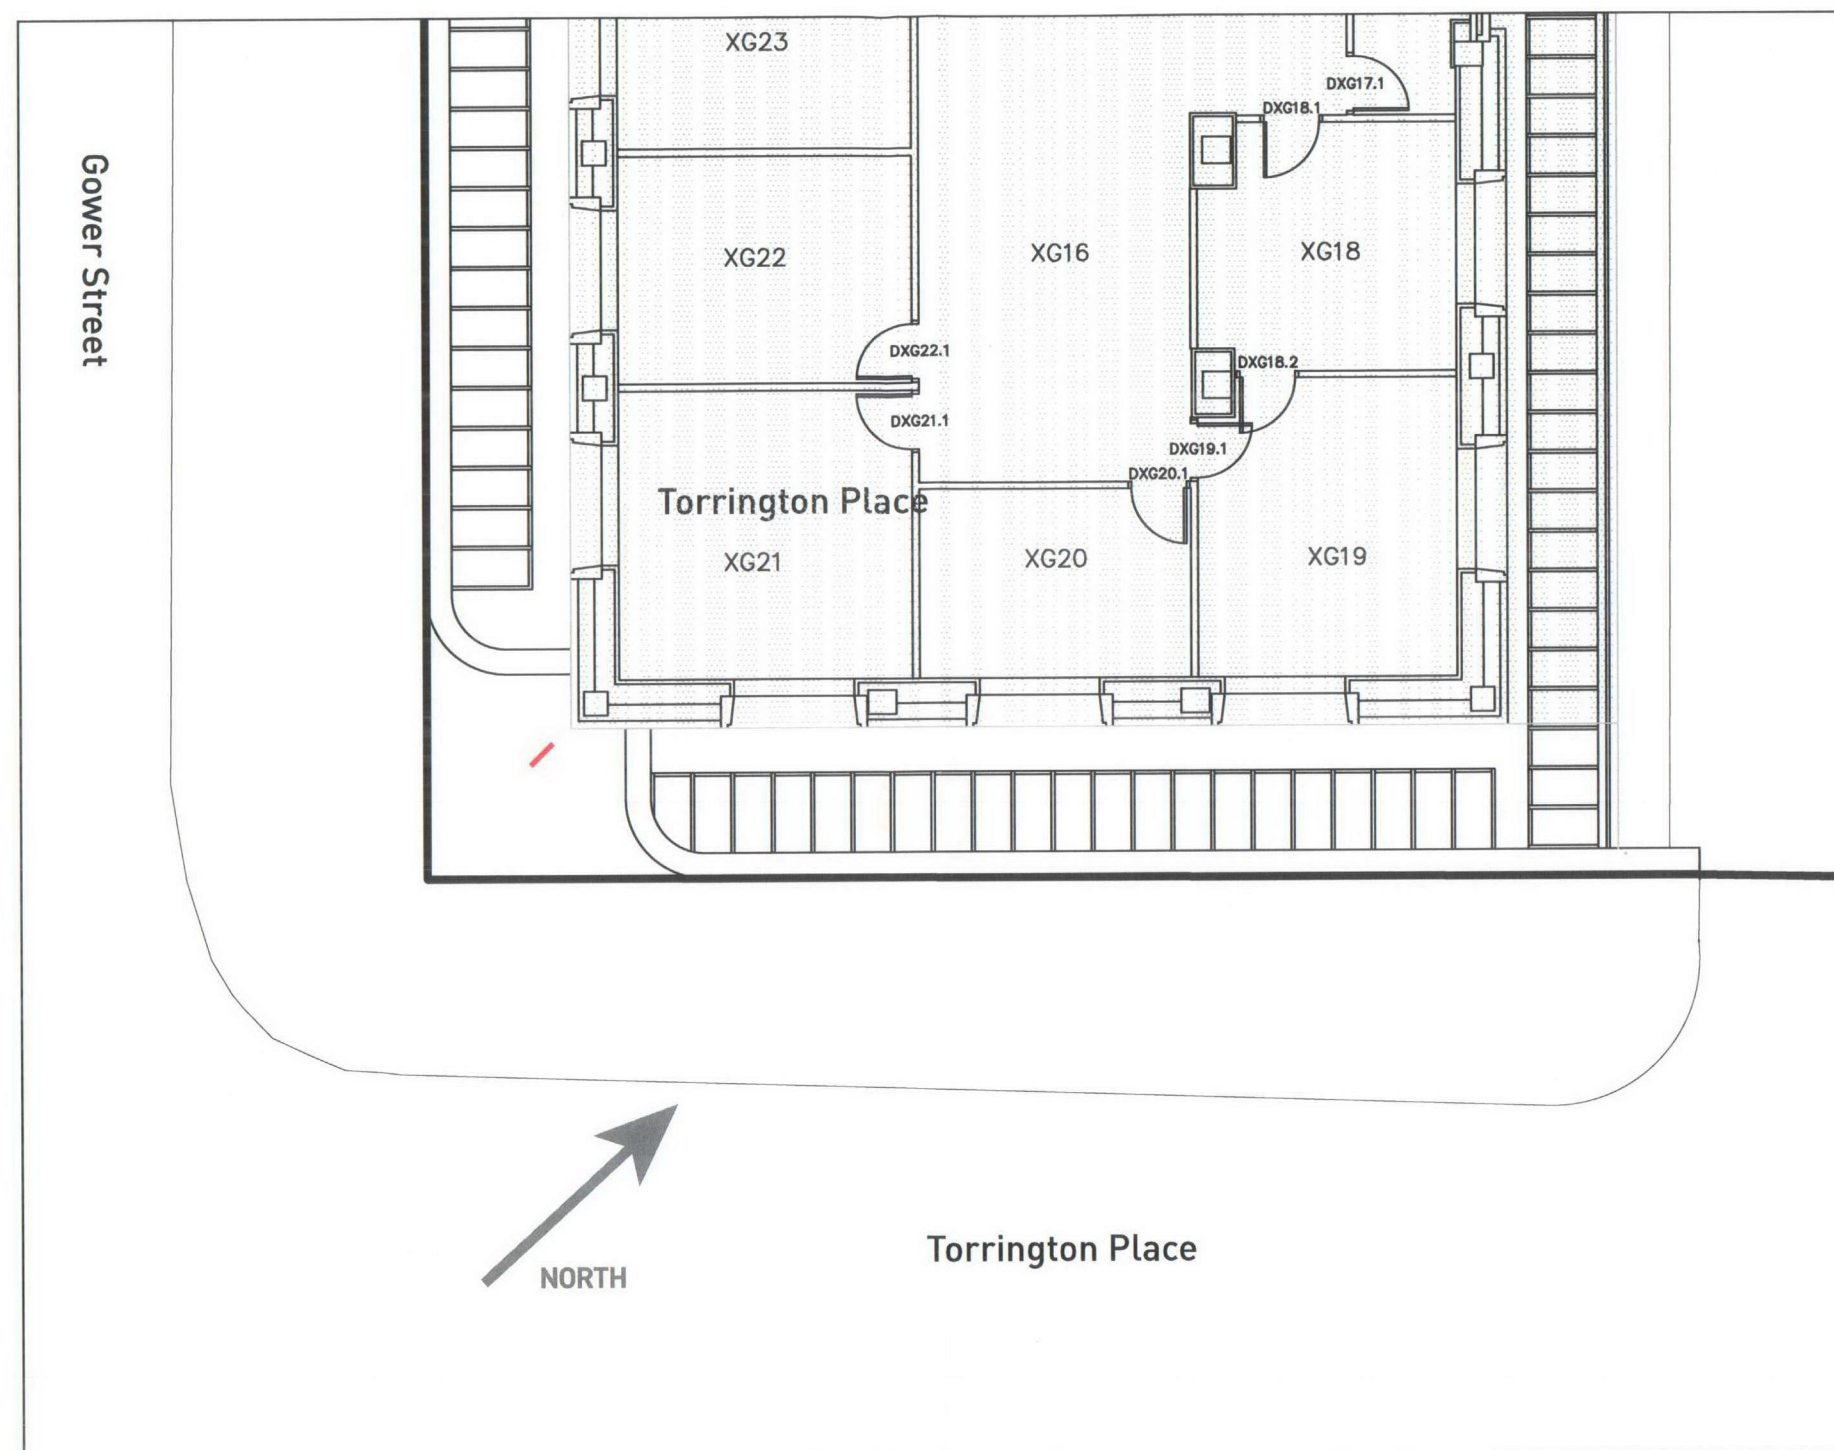 XG23
DXG17.1
DXG18.1
Gower Street
XG22
XG16
XG18
DXG22.1
DXG18.2
DXG21.1
DXG19.1
DXG20.1
Torrington Place
XG21
XG20
XG19
NORTH
Torrington Place